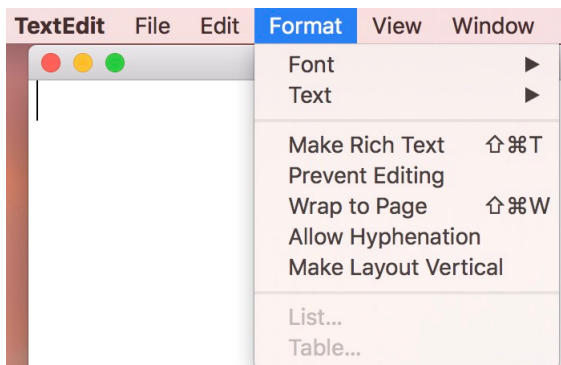 TextEdit File Edit Format View Window
Font ▶
Text ▶
Make Rich Text ⇧⌘T
Prevent Editing
Wrap to Page ⇧⌘W
Allow Hyphenation
Make Layout Vertical
List...
Table...